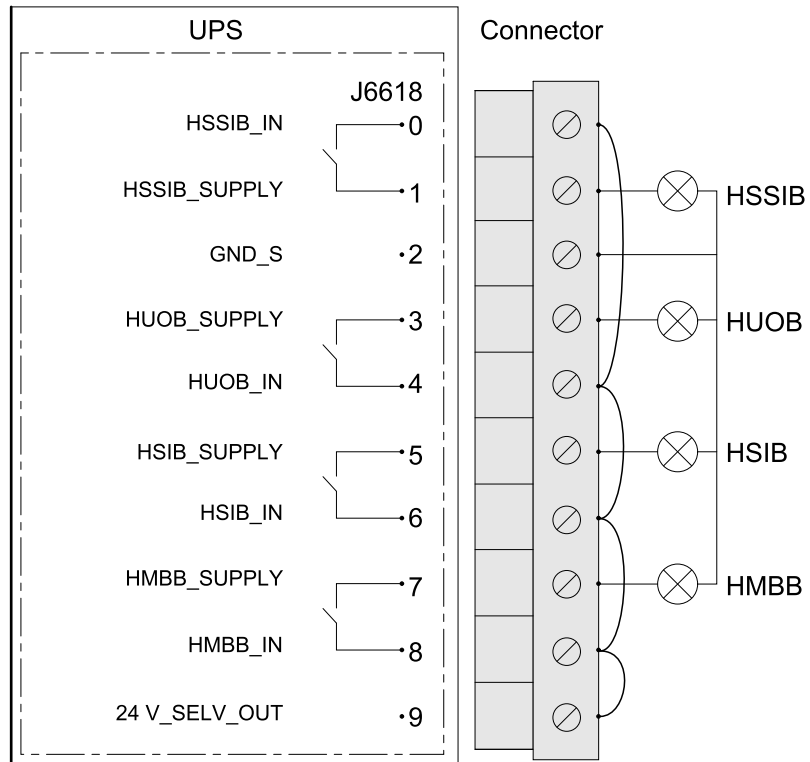 UPS
Connector
J6618
HSSIB_IN 0
HSSIB_SUPPLY 1
HSSIB
GND_S 2
HUOB_SUPPLY 3
HUOB
HUOB_IN 4
HSIB_SUPPLY 5
HSIB
HSIB_IN 6
HMBB_SUPPLY 7
HMBB
HMBB_IN 8
24 V_SELV_OUT 9